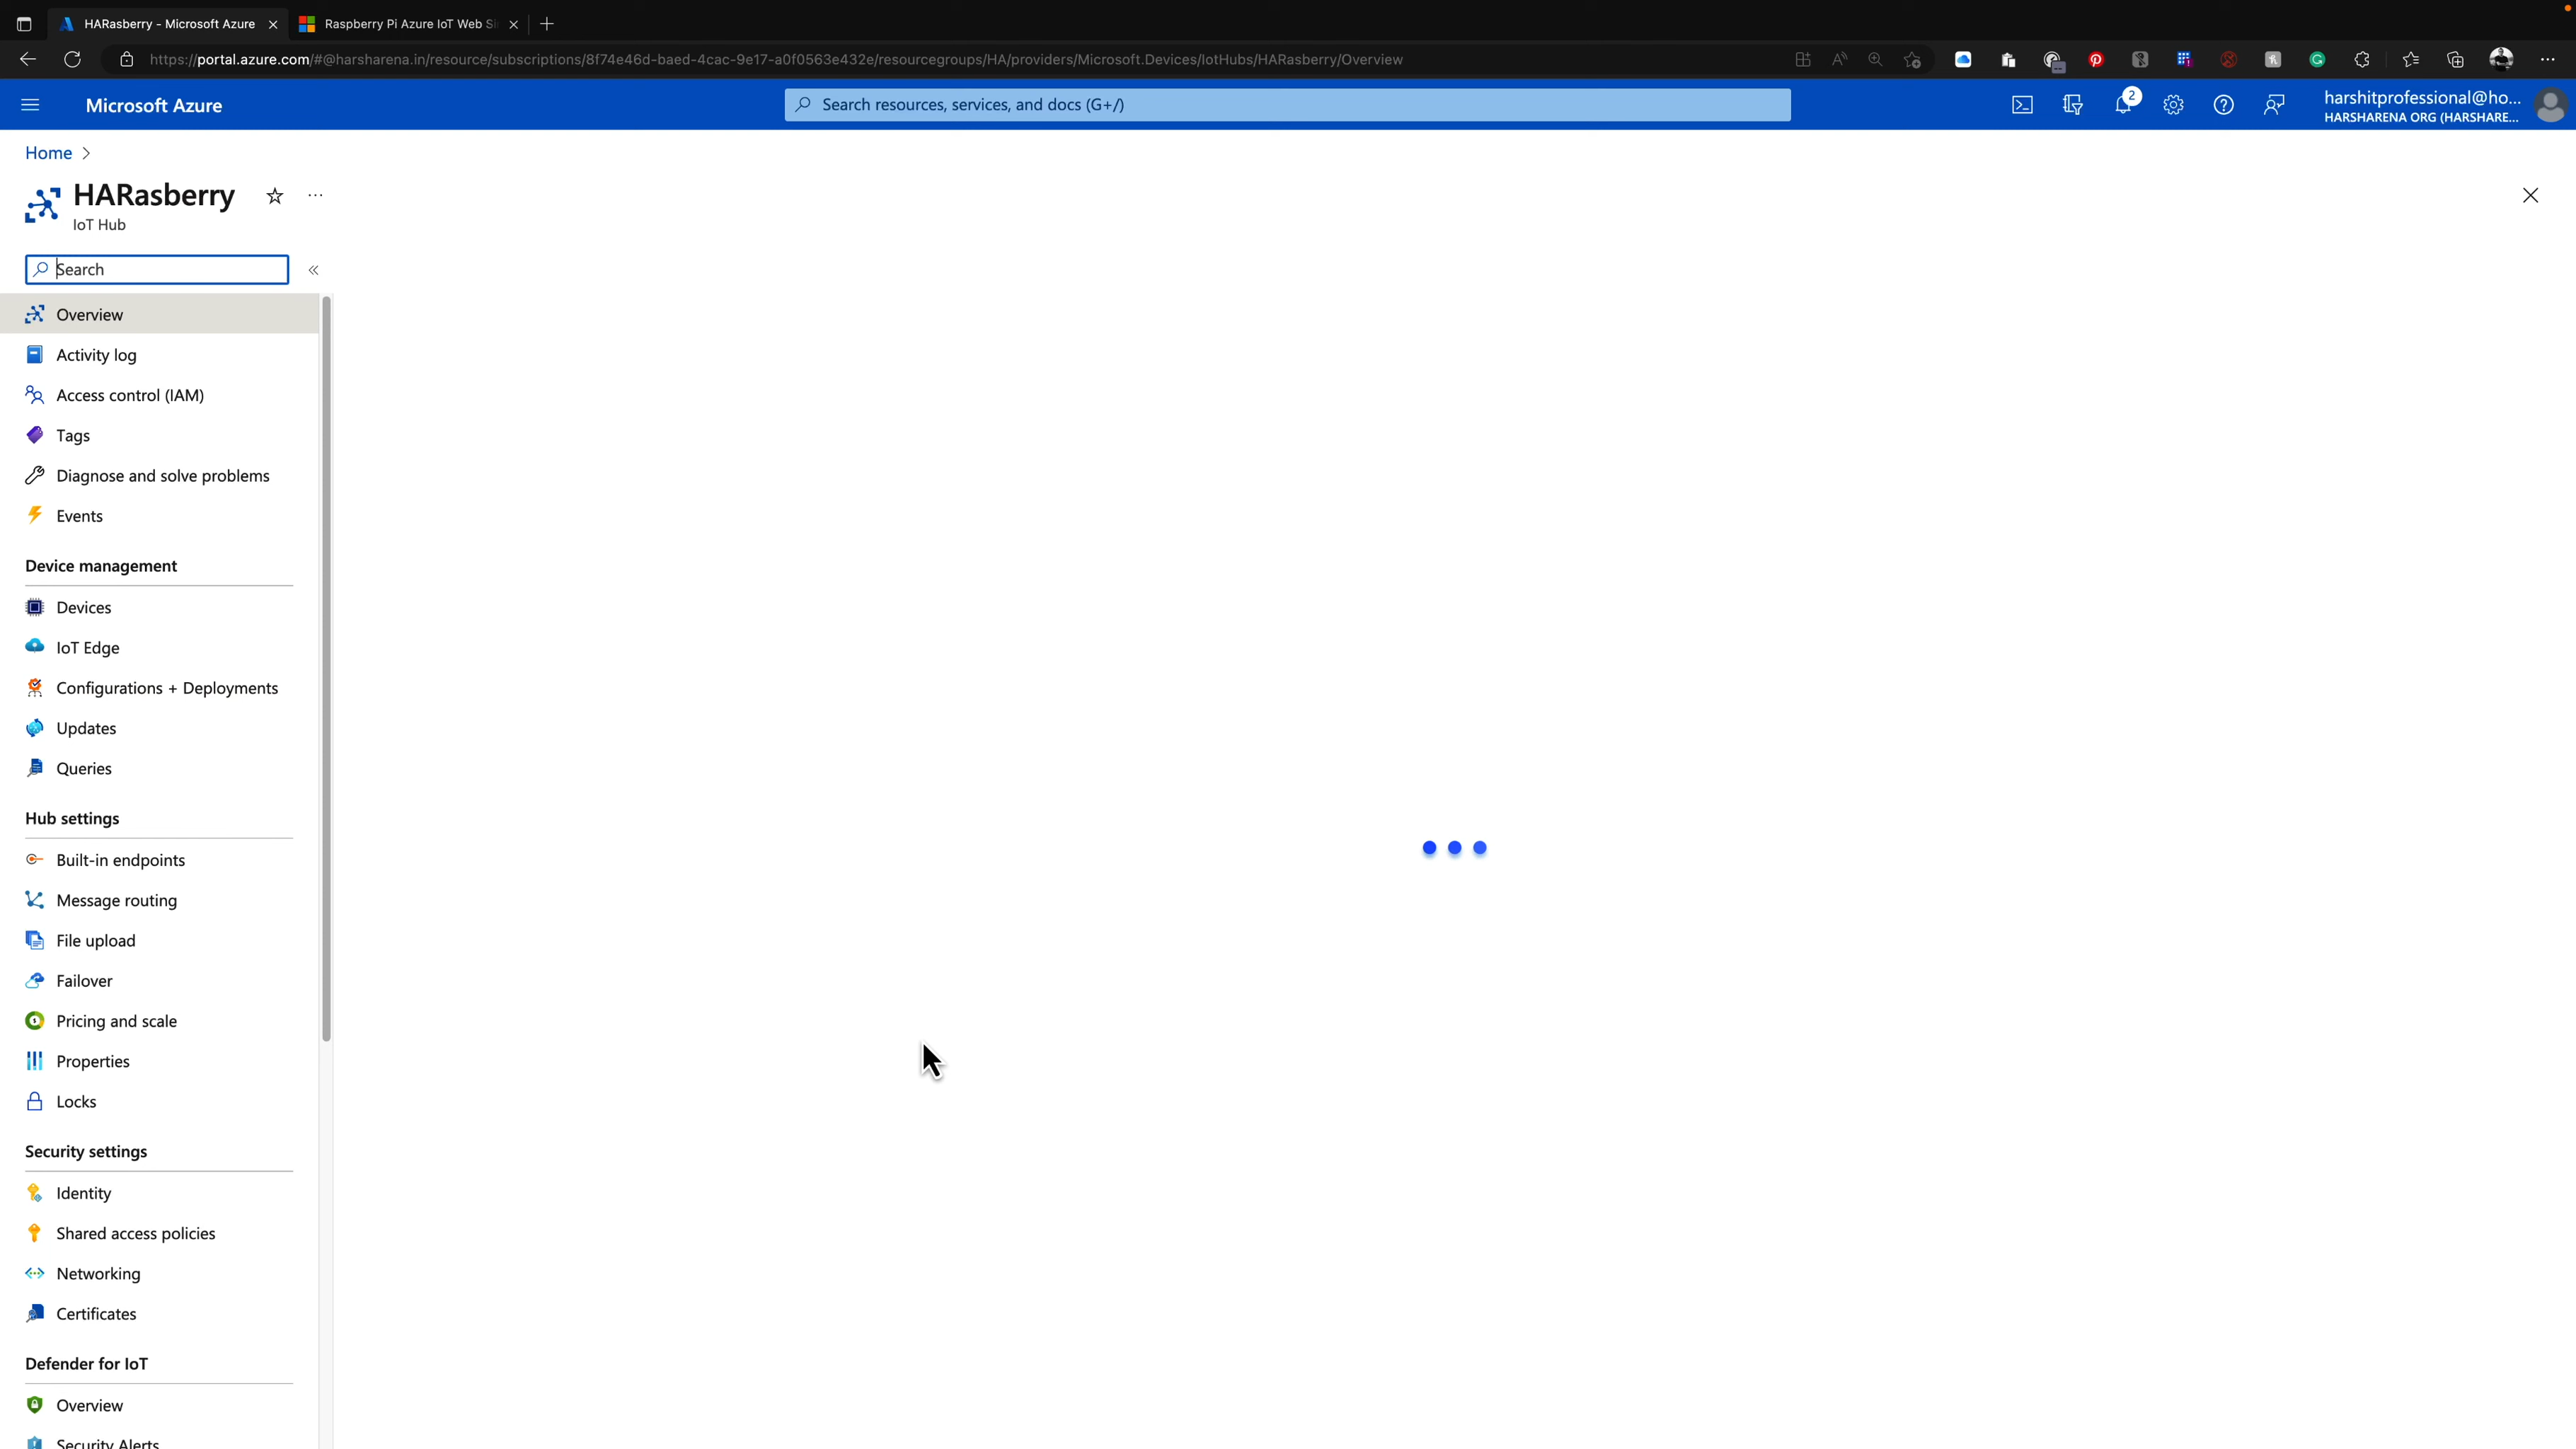 HARasberry - Microsoft Azure
Raspberry Pi Azure IoT Web Si
https://portal.azure.com/#@harsharena.in/resource/subscriptions/8f74e46d-baed-4cac-9e17-a0f0563e432e/resourcegroups/HA/providers/Microsoft.Devices/IotHubs/HARasberry/Overview
Microsoft Azure
Search resources, services, and docs (G+/)
2
harshitprofessional@ho...
HARSHARENA ORG (HARSHARE...
Home
HARasberry
IoT Hub
Search
Overview
Activity log
Access control (IAM)
Tags
Diagnose and solve problems
Events
Device management
Devices
IoT Edge
Configurations + Deployments
Updates
Queries
Hub settings
Built-in endpoints
Message routing
File upload
Failover
Pricing and scale
Properties
Locks
Security settings
Identity
Shared access policies
Networking
Certificates
Defender for IoT
Overview
Security Alerts